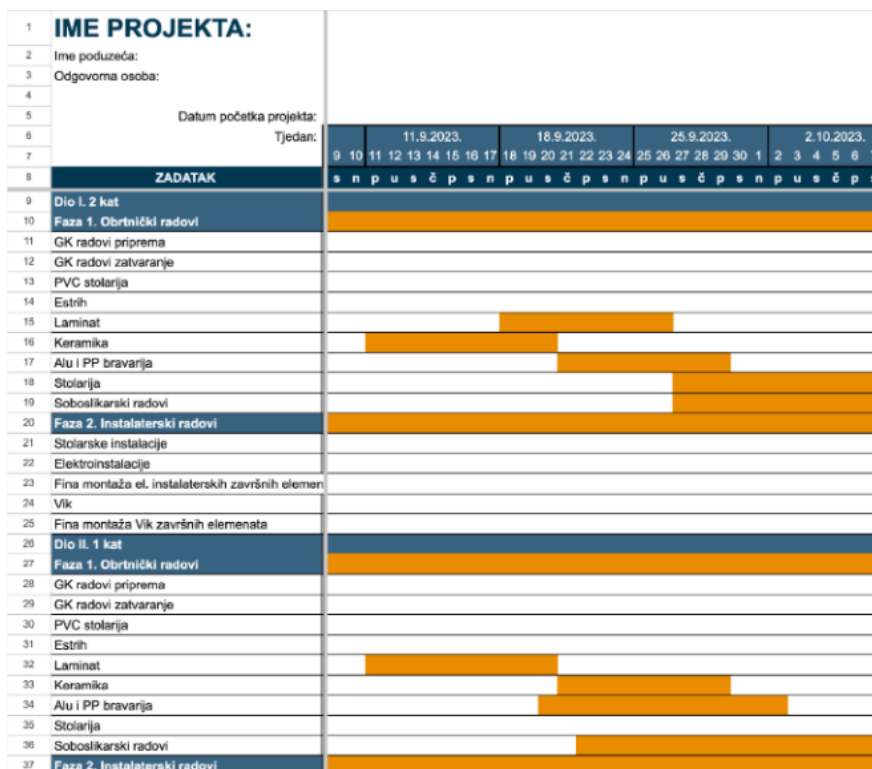 1 IME PROJEKTA:
2 Ime poduzeća:
3 Odgovorna osoba:
4
5 Datum početka projekta:
6 Tjedan: 11.9.2023. 18.9.2023. 25.9.2023. 2.10.2023.
7 9 10 11 12 13 14 15 16 17 18 19 20 21 22 23 24 25 26 27 28 29 30 1 2 3 4 5 6
8 ZADATAK s n p u s č p s n p u s č p s n p u s č p s n p u s č p
9 Dio I. 2 kat
10 Faza 1. Obrtnički radovi
11 GK radovi priprema
12 GK radovi zatvaranje
13 PVC stolarija
14 Estrih
15 Laminat
16 Keramika
17 Alu i PP bravarija
18 Stolarija
19 Soboslikarski radovi
20 Faza 2. Instalaterski radovi
21 Stolarske instalacije
22 Elektroinstalacije
23 Fina montaža el. instalaterskih završnih elemen
24 Vik
25 Fina montaža Vik završnih elemenata
26 Dio II. 1 kat
27 Faza 1. Obrtnički radovi
28 GK radovi priprema
29 GK radovi zatvaranje
30 PVC stolarija
31 Estrih
32 Laminat
33 Keramika
34 Alu i PP bravarija
35 Stolarija
36 Soboslikarski radovi
37 Faza 2. Instalaterski radovi